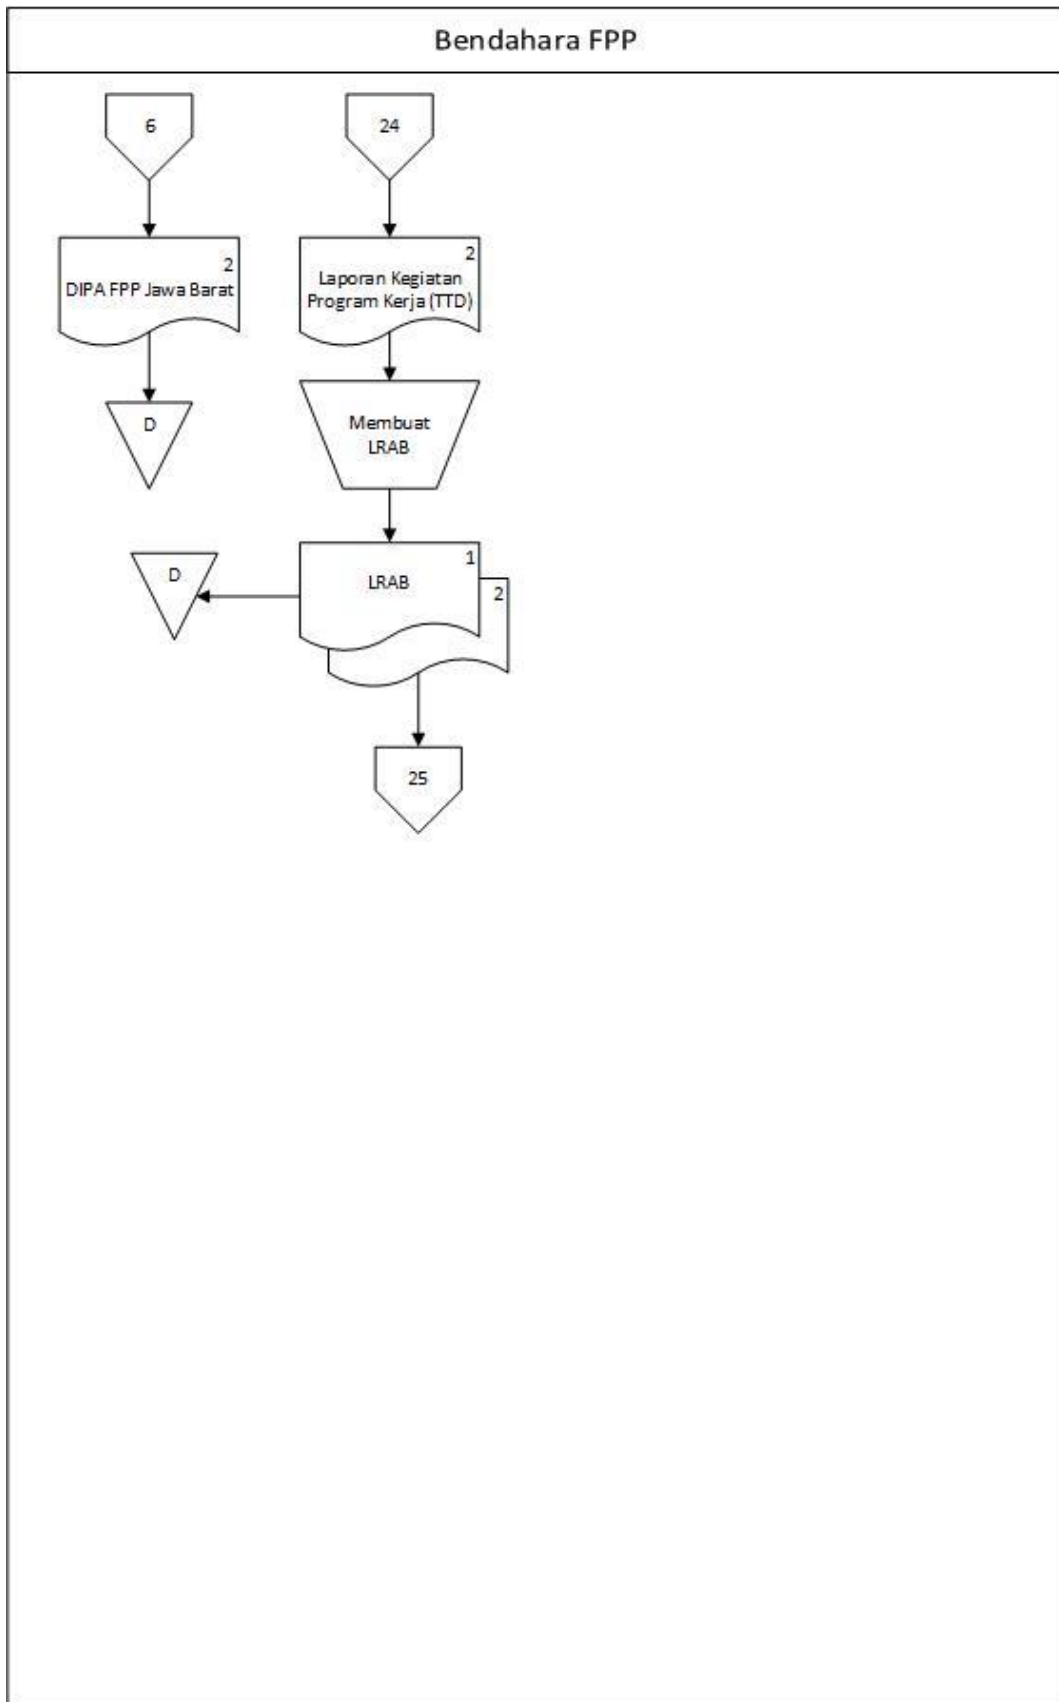 Bendahara FPP
6
24
2
DIPA FPP Jawa Barat
2
Laporan Kegiatan
Program Kerja (TTD)
D
Membuat
LRAB
D
1
LRAB
2
25